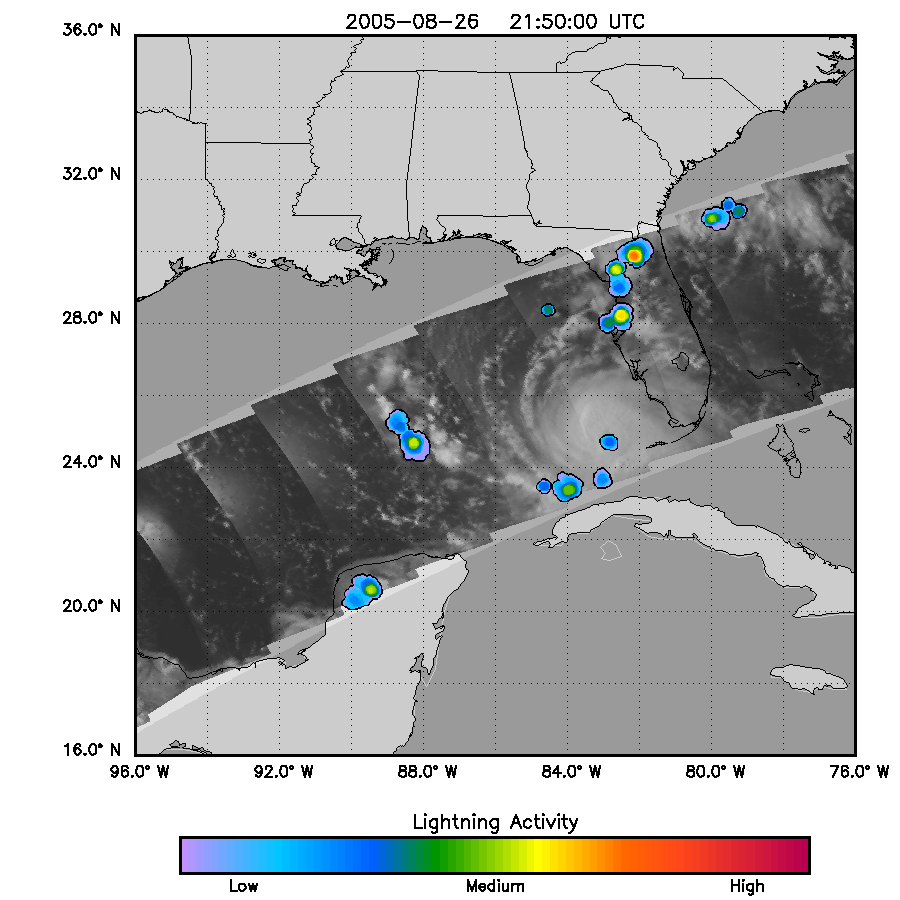 2005-08-26 21:50:00 UTC
36.0° N
32.0° N
28.0° N
24.0° N
20.0° N
16.0° N
96.0° W 92.0° W 88.0° W 84.0° W 80.0° W 76.0° W
Lightning Activity
Low Medium High